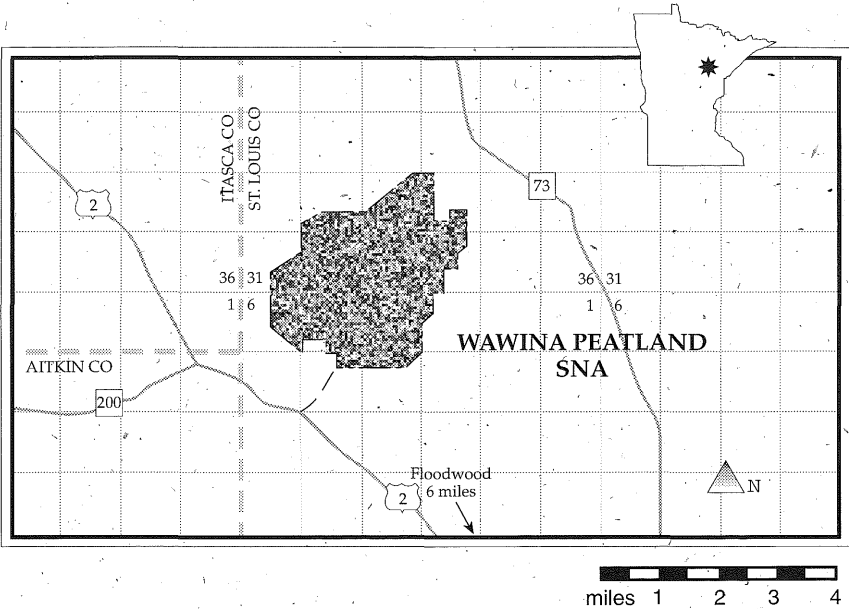 ITASCA CO
ST. LOUIS CO
2
73
36 31
1 6
36 31
1 6
WAWINA PEATLAND
SNA
AITKIN CO
200
Floodwood
6 miles
2
N
miles 1 2 3 4